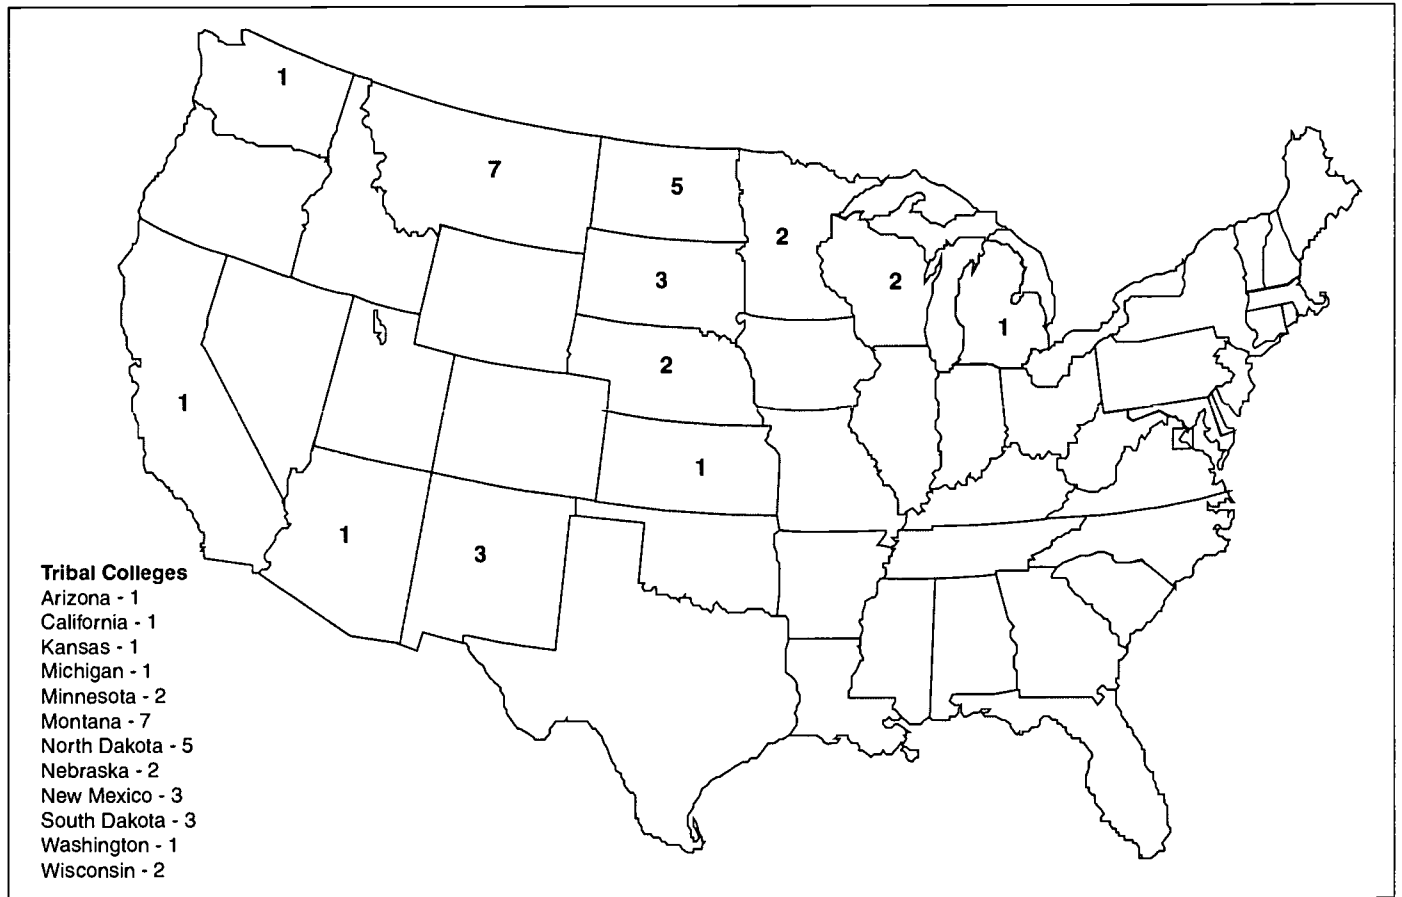 1
7
5
2
3
2
1
2
1
1
1
3
Tribal Colleges
Arizona - 1
California - 1
Kansas - 1
Michigan - 1
Minnesota - 2
Montana - 7
North Dakota - 5
Nebraska - 2
New Mexico - 3
South Dakota - 3
Washington - 1
Wisconsin - 2